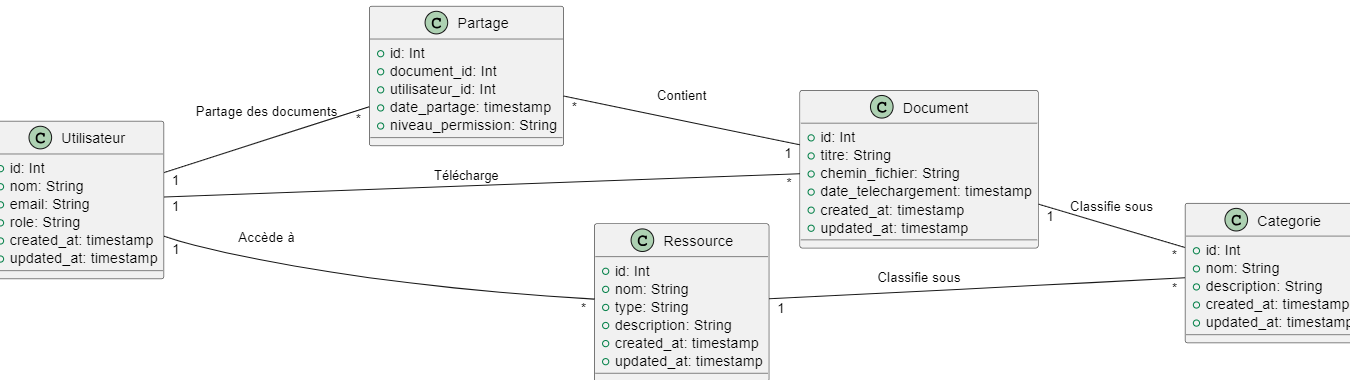 C Partage
id: Int
document_id: Int
utilisateur_id: Int
date_partage: timestamp
niveau_permission: String
Partage des documents
*
1
Contient
*
1
C Utilisateur
id: Int
nom: String
email: String
role: String
created_at: timestamp
updated_at: timestamp
Télécharge
1
*
Accède à
1
*
C Document
id: Int
titre: String
chemin_fichier: String
date_telechargement: timestamp
created_at: timestamp
updated_at: timestamp
Classifie sous
1
*
C Ressource
id: Int
nom: String
type: String
description: String
created_at: timestamp
updated_at: timestamp
Classifie sous
1
*
C Categorie
id: Int
nom: String
description: String
created_at: timestamp
updated_at: timestamp